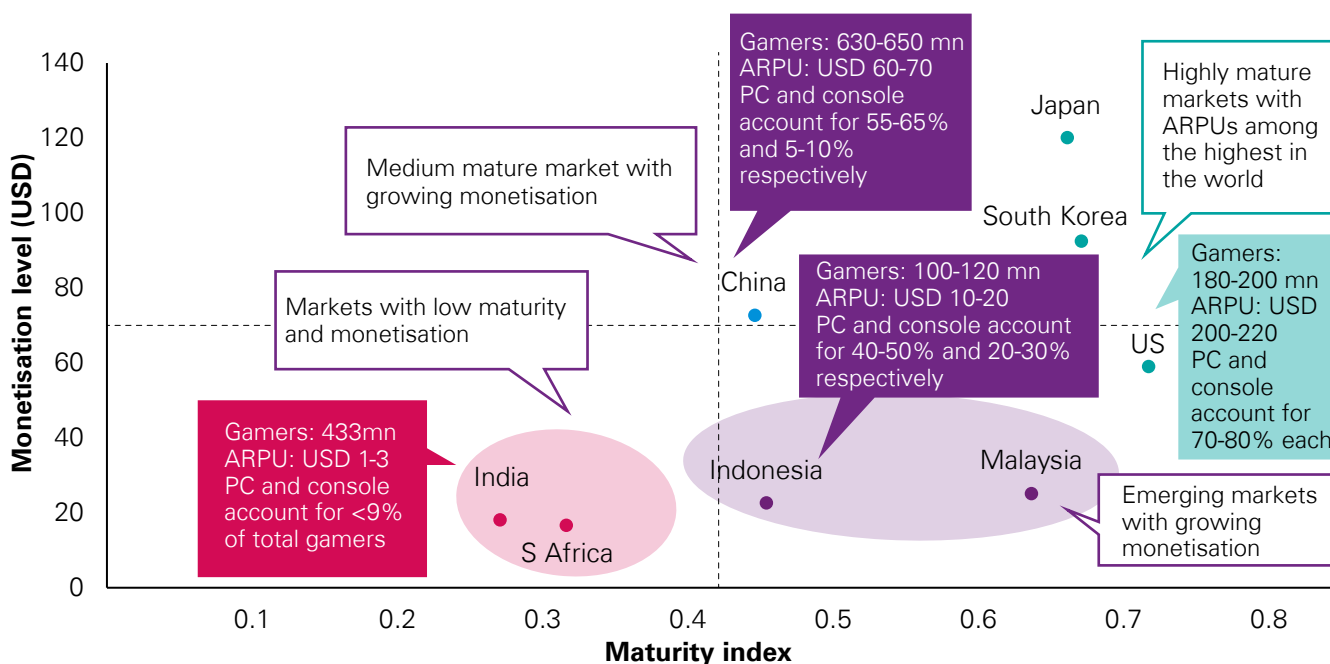 Monetisation level (USD)
140
120
100
80
60
40
20
0
Medium mature market with
growing monetisation
Gamers: 630-650 mn
ARPU: USD 60-70
PC and console
account for 55-65%
and 5-10%
respectively
Japan
Highly mature
markets with
ARPUs among
the highest in
the world
South Korea
China
Markets with low maturity
and monetisation
Gamers: 100-120 mn
ARPU: USD 10-20
PC and console account
for 40-50% and 20-30%
respectively
US
Gamers:
180-200 mn
ARPU: USD
200-220
PC and
console
account for
70-80% each
Gamers: 433mn
ARPU: USD 1-3
PC and console
account for <9%
of total gamers
India
S Africa
Indonesia
Malaysia
Emerging markets
with growing
monetisation
0.1
0.2
0.3
0.4
0.5
0.6
0.7
0.8
Maturity index